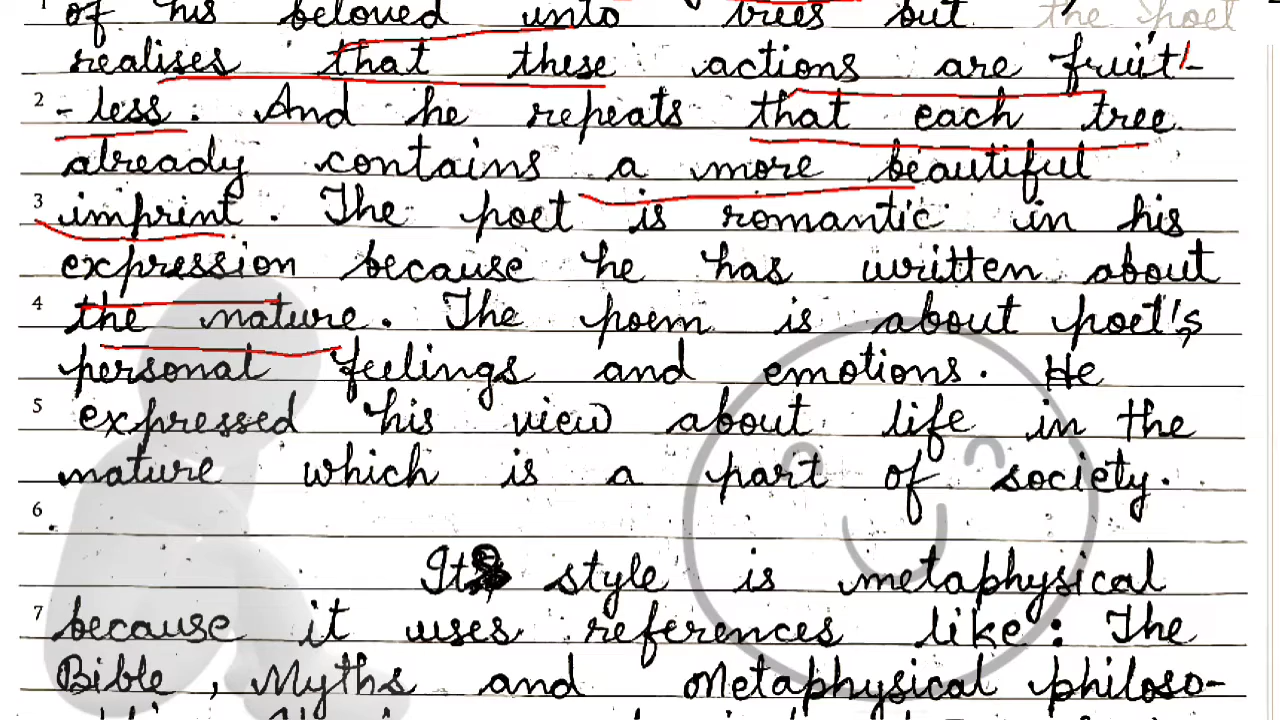 of his beloved unto trees but the poet
realises that these actions are fruit-
-less. And he repeats that each tree
already contains a more beautiful
imprint. The poet is romantic in his
expression because he has written about
the nature. The poem is about poet's
personal feelings and emotions. He
expressed his view about life in the
nature which is a part of society.
Its style is metaphysical
because it uses references like: The
Bible, Myths and Metaphysical philoso-